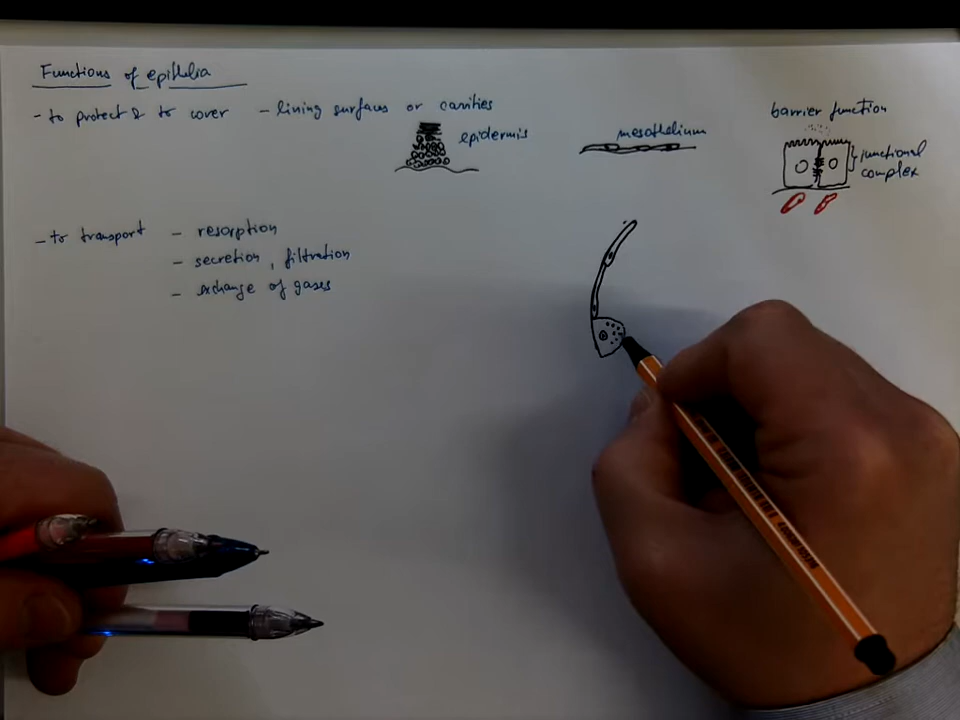 Functions of epithelia
- to protect & to cover - lining surfaces or cavities
epidermis
mesothelium
barrier function
junctional
complex
- to transport - resorption
- secretion, filtration
- exchange of gases